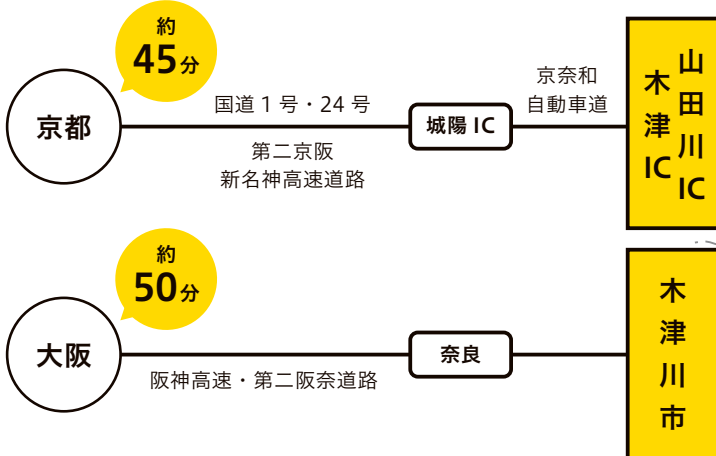 約
45分
京都
国道1号・24号
第二京阪
新名神高速道路
城陽IC
京奈和
自動車道
山田川IC
木津IC
約
50分
大阪
阪神高速・第二阪奈道路
奈良
木津川市